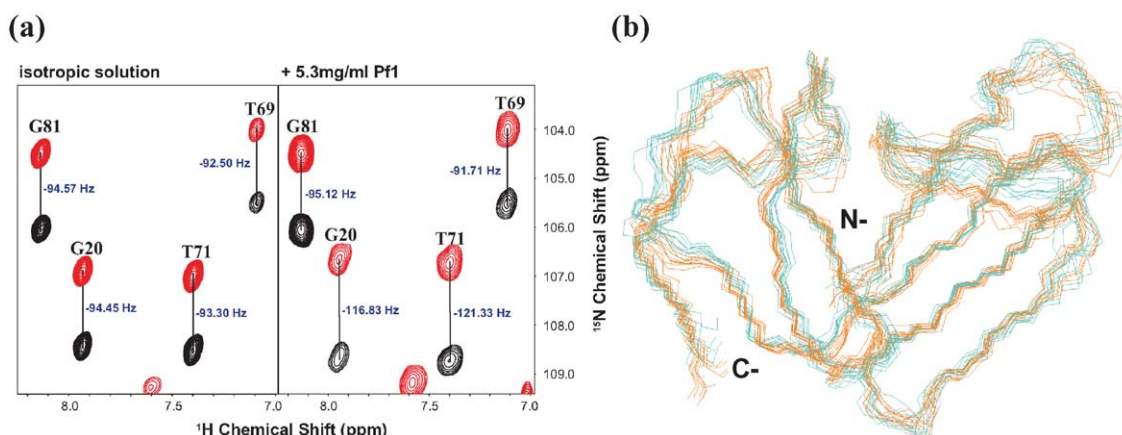 (a)
(b)
isotropic solution
+ 5.3mg/ml Pf1
G81
T69
-92.50 Hz
-94.57 Hz
G20
T71
-94.45 Hz
-93.30 Hz
G81
T69
-91.71 Hz
-95.12 Hz
G20
T71
-116.83 Hz
-121.33 Hz
104.0
105.0
106.0
107.0
108.0
109.0
¹⁵N Chemical Shift (ppm)
8.0
7.4
7.0
8.0
7.4
7.0
¹H Chemical Shift (ppm)
N-
C-